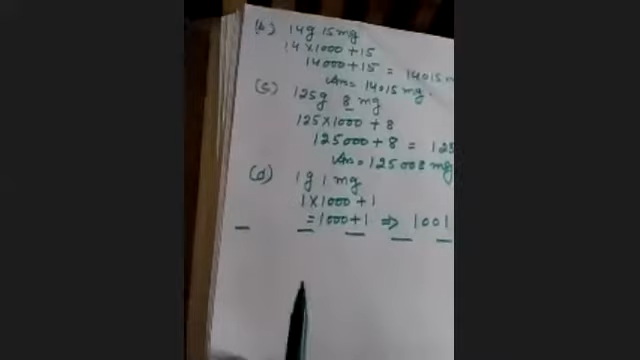 (b) 14g 15mg
14×1000 + 15
14000+15 = 14015 m
Ans = 14015 mg.
(c) 125g 8 mg
125×1000 + 8
125000 + 8 = 125
Ans = 125008 mg
(d) 1g 1 mg
1×1000 + 1
= 1000+1 ⇒ 1001